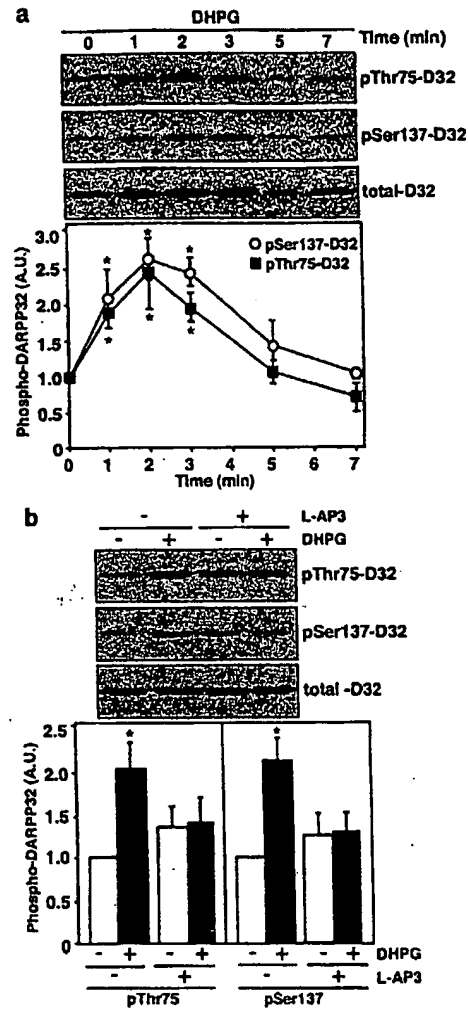 a
DHPG
0 1 2 3 5 7 Time (min)
pThr75-D32
pSer137-D32
total-D32
Phospho-DARPP32 (A.U.)
3.0
2.5
2.0
1.5
1.0
0.5
0
pSer137-D32
pThr75-D32
* * *
* * *
0 1 2 3 4 5 6 7
Time (min)
b
- + L-AP3
- + - + DHPG
pThr75-D32
pSer137-D32
total -D32
Phospho-DARPP32 (A.U.)
2.5
2.0
1.5
1.0
0.5
0
* *
- + - + - + - + DHPG
- + - + L-AP3
pThr75 pSer137